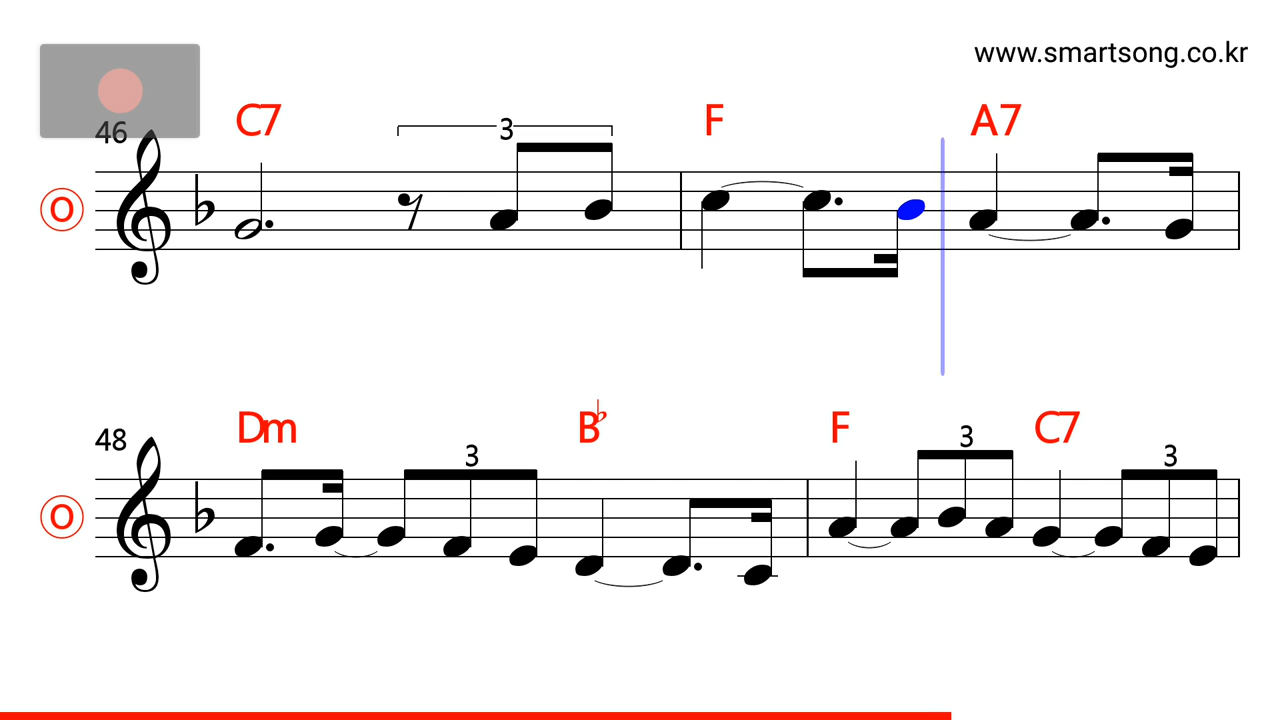 www.smartsong.co.kr
C7 F A7
46 3
O
Dm B♭ F C7
48 3 3 3
O